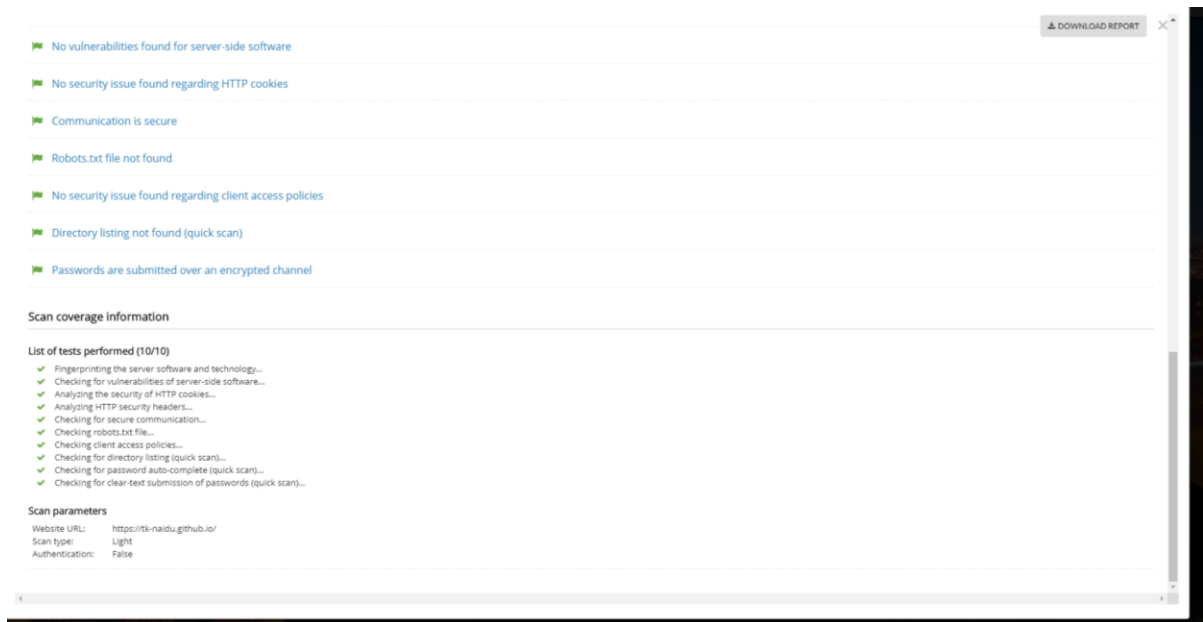 DOWNLOAD REPORT
No vulnerabilities found for server-side software
No security issue found regarding HTTP cookies
Communication is secure
Robots.txt file not found
No security issue found regarding client access policies
Directory listing not found (quick scan)
Passwords are submitted over an encrypted channel
Scan coverage information
List of tests performed (10/10)
Fingerprinting the server software and technology...
Checking for vulnerabilities of server-side software...
Analyzing the security of HTTP cookies...
Analyzing HTTP security headers...
Checking for secure communication...
Checking robots.txt file...
Checking client access policies...
Checking for directory listing (quick scan)...
Checking for password auto-complete (quick scan)...
Checking for clear-text submission of passwords (quick scan)...
Scan parameters
Website URL: https://tk-naidu.github.io/
Scan type: Light
Authentication: False